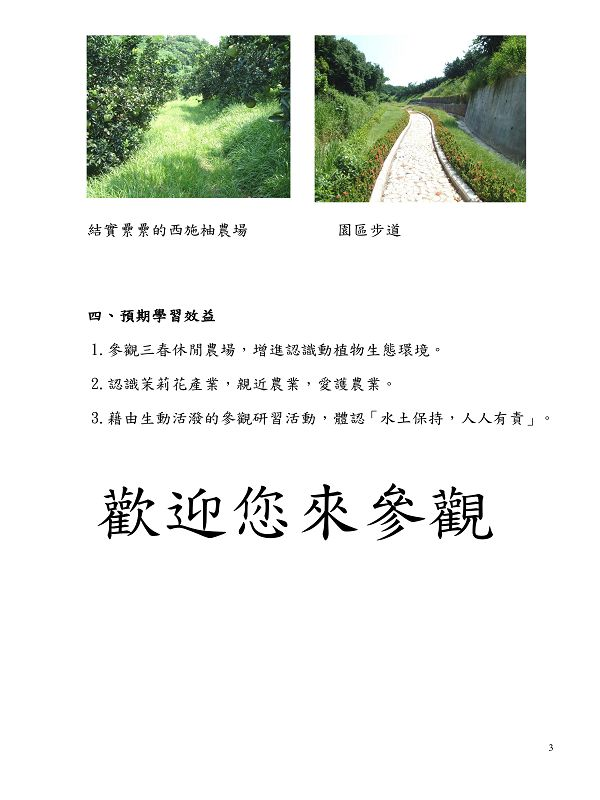 結實纍纍的西施柚農場 園區步道
四、預期學習效益
1.參觀三春休閒農場，增進認識動植物生態環境。
2.認識茉莉花產業，親近農業，愛護農業。
3.藉由生動活潑的參觀研習活動，體認「水土保持，人人有責」。
歡迎您來參觀
3